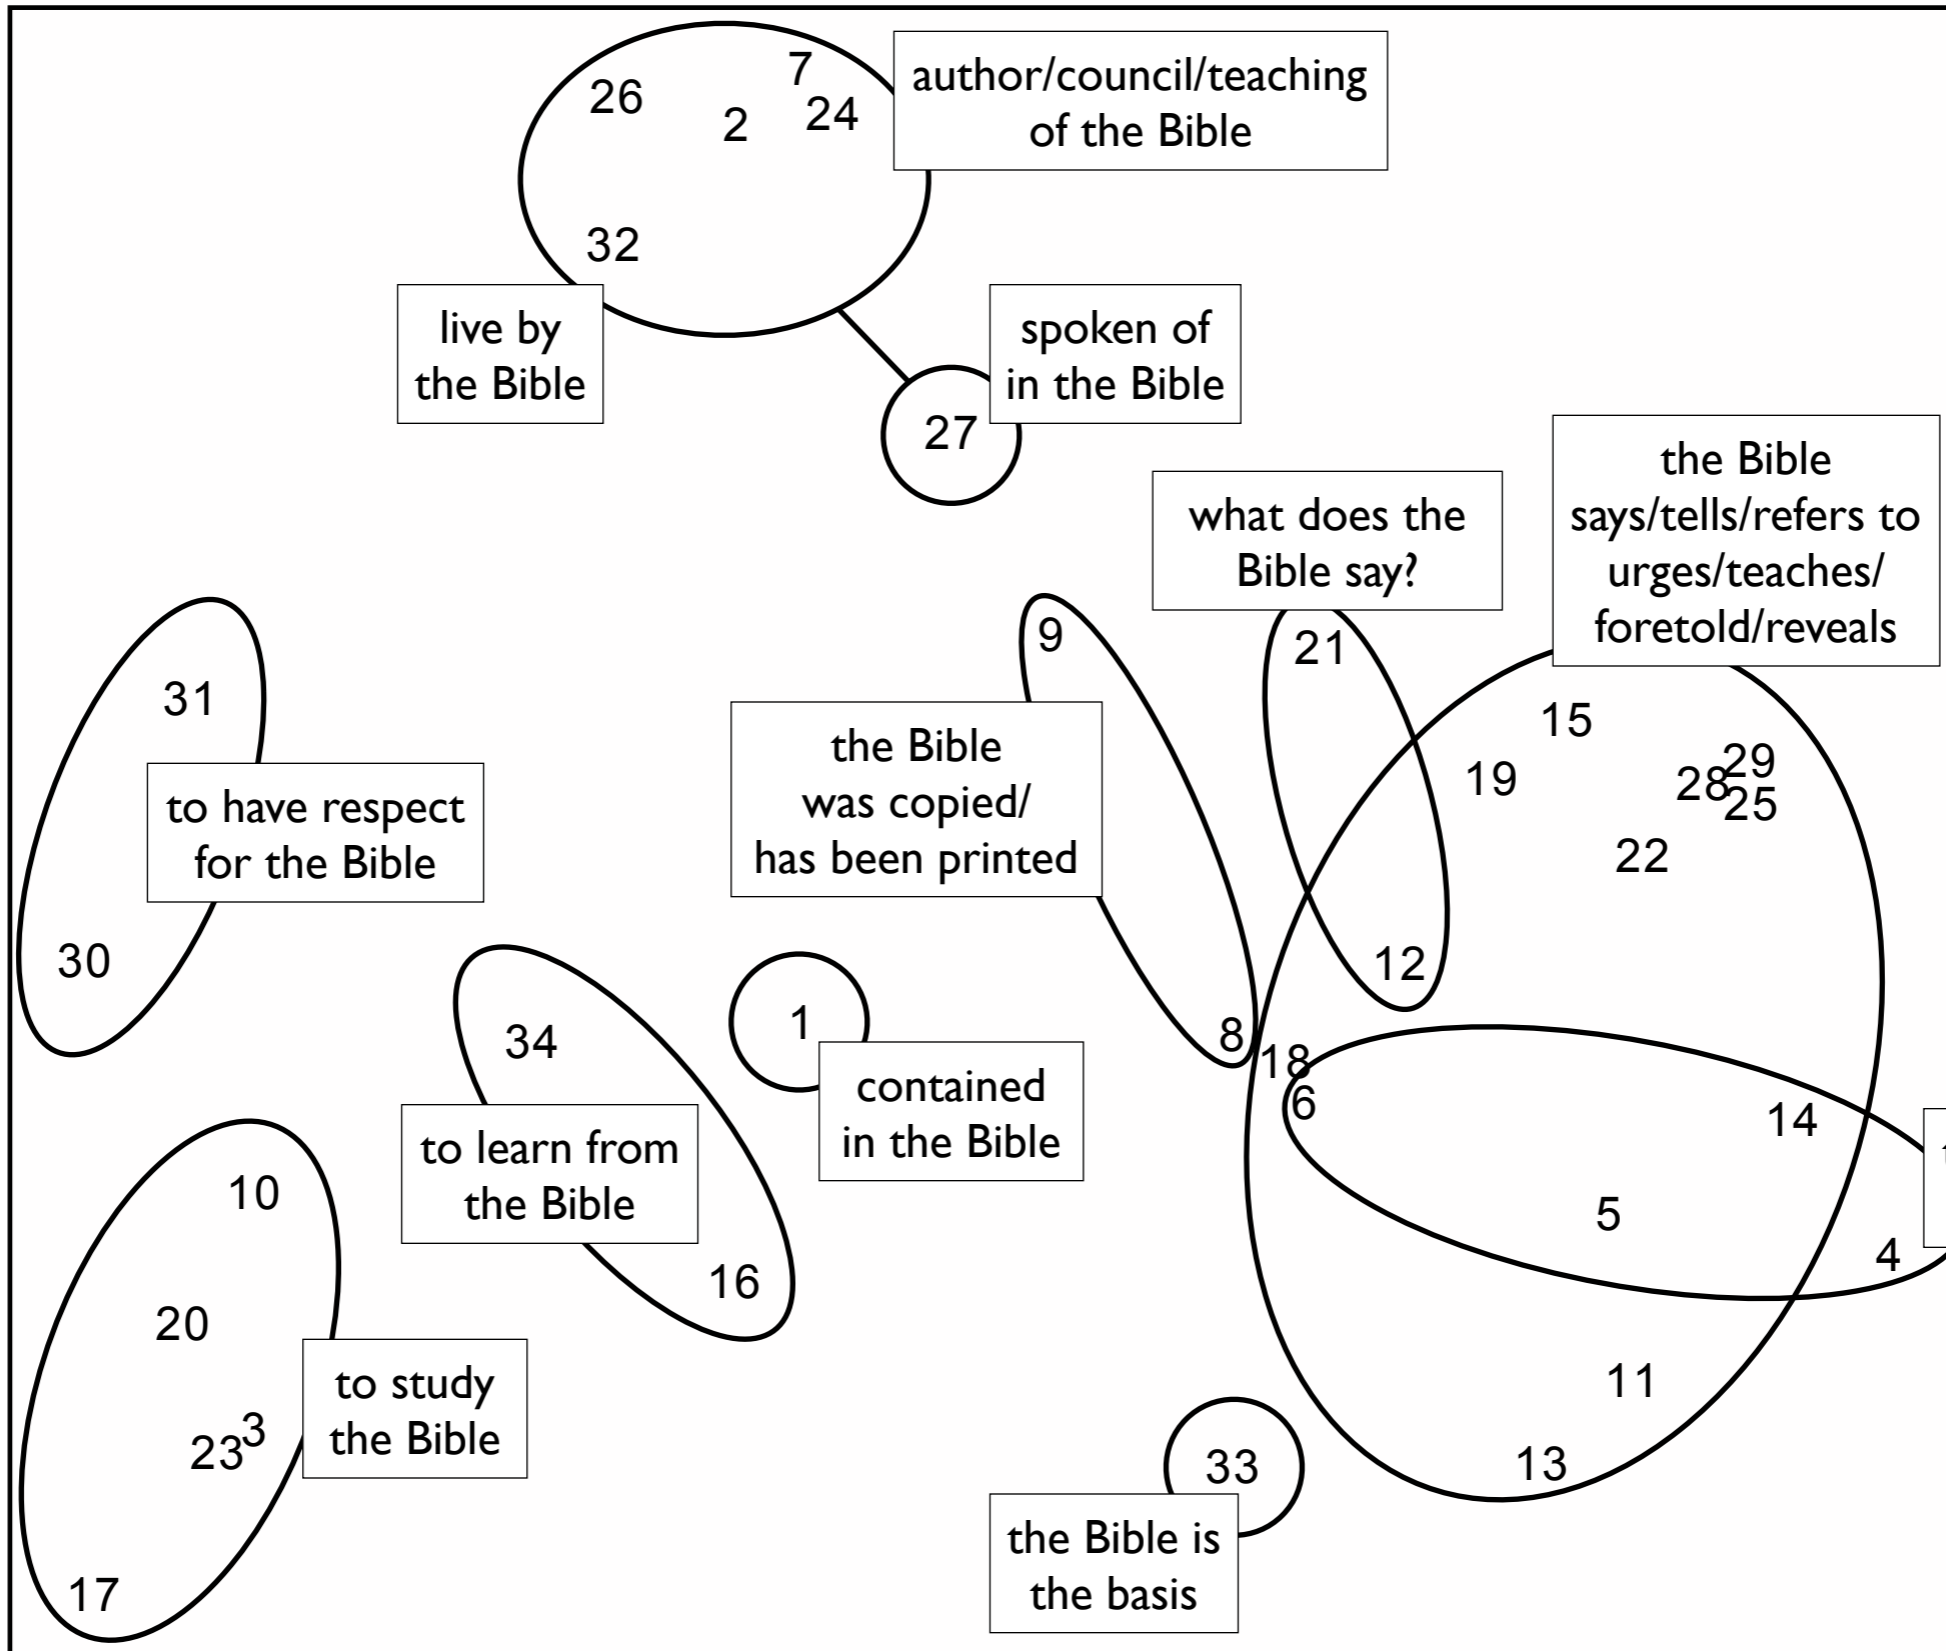 7
26
2
24
author/council/teaching
of the Bible
32
live by
the Bible
spoken of
in the Bible
27
the Bible
says/tells/refers to
urges/teaches/
foretold/reveals
what does the
Bible say?
9
21
31
15
19
29
28
25
22
to have respect
for the Bible
the Bible
was copied/
has been printed
30
12
34
1
8
18
6
contained
in the Bible
14
to learn from
the Bible
10
5
4
16
20
to study
the Bible
3
23
11
13
33
the Bible is
the basis
17